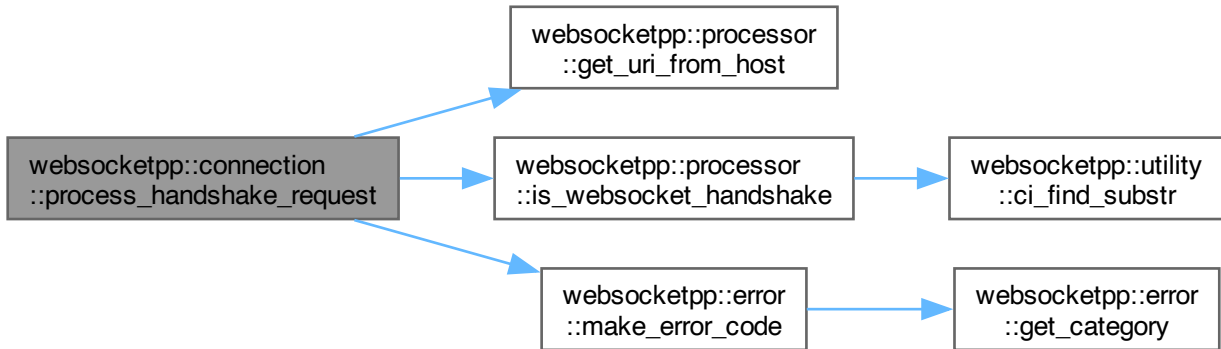 websocketpp::processor
::get_uri_from_host
websocketpp::connection
::process_handshake_request
websocketpp::processor
::is_websocket_handshake
websocketpp::utility
::ci_find_substr
websocketpp::error
::make_error_code
websocketpp::error
::get_category